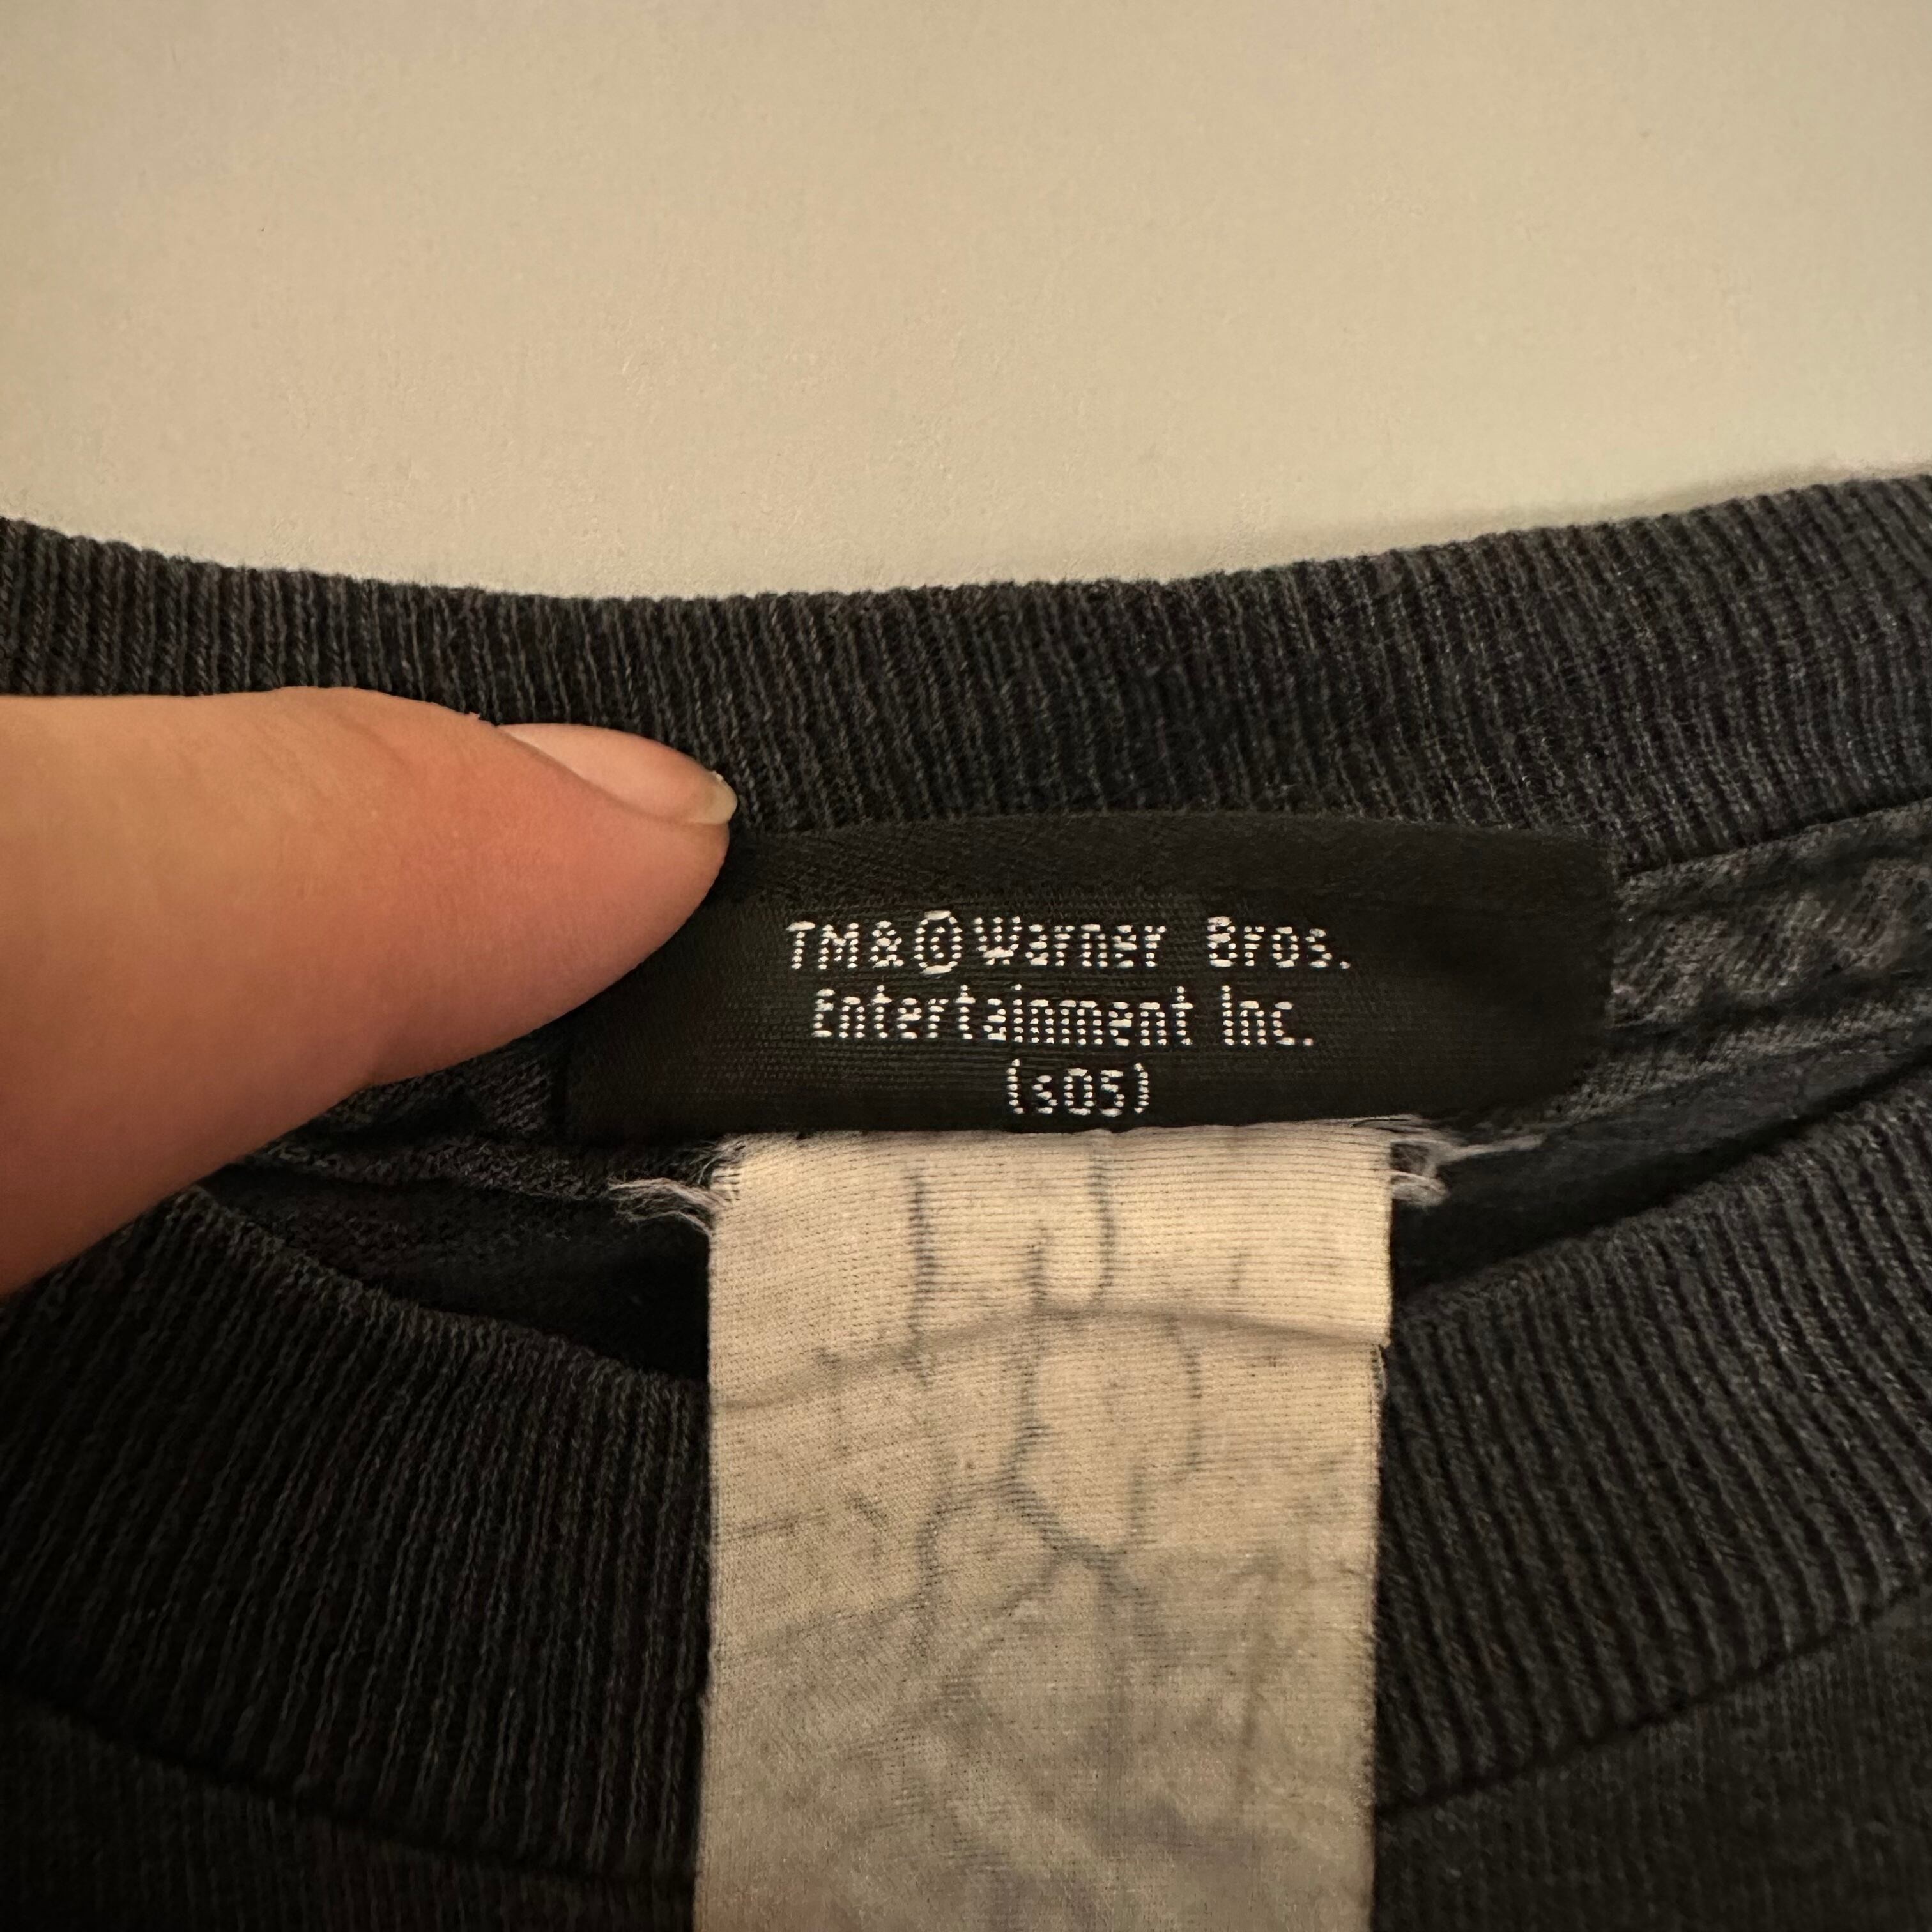 TM&©Warner Bros.
Entertainment Inc.
(s05)